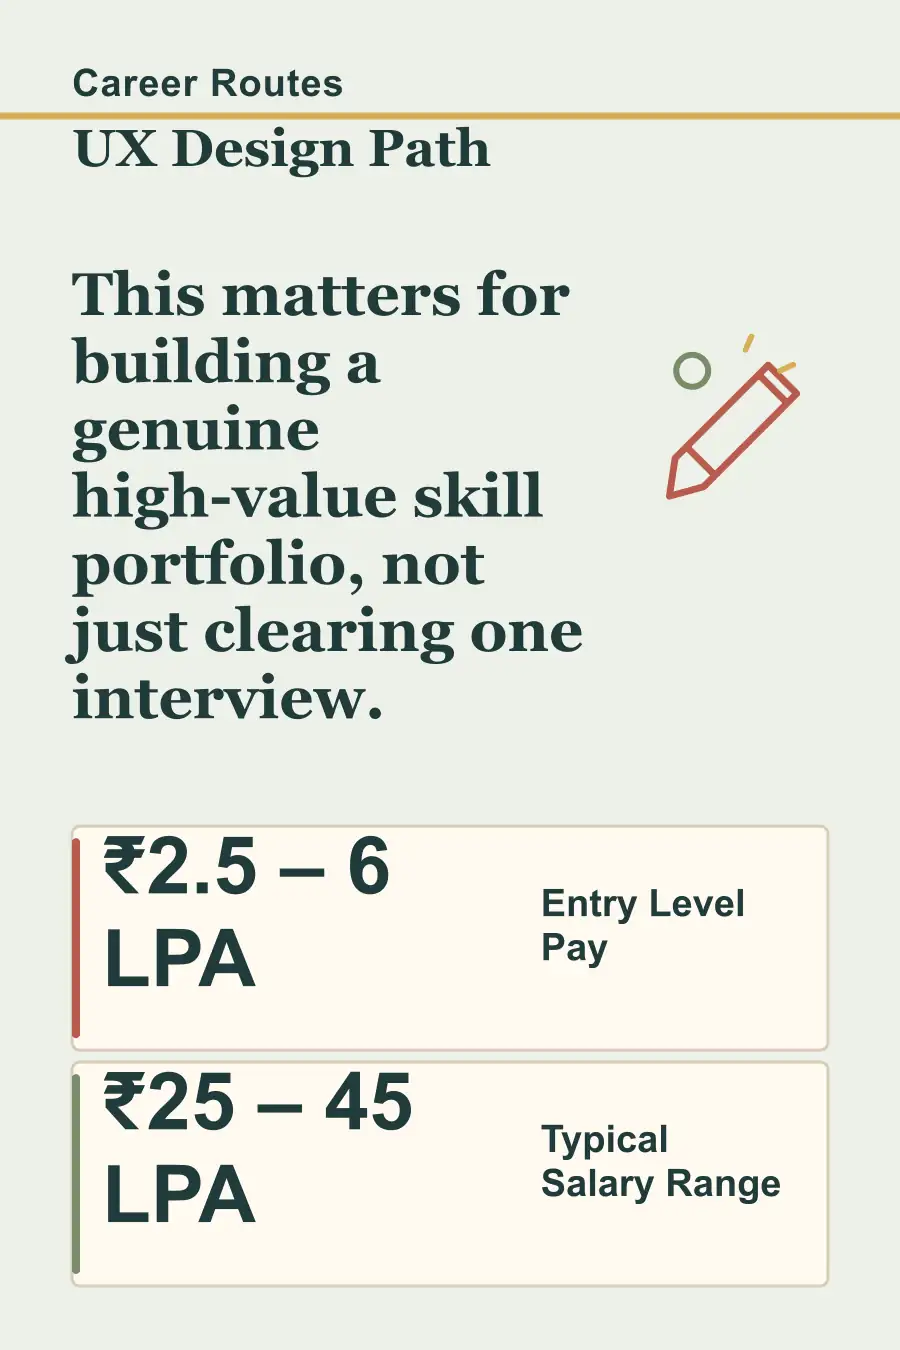 Career Routes
UX Design Path
This matters for
building a
genuine
high-value skill
portfolio, not
just clearing one
interview.
₹2.5 – 6
LPA
Entry Level
Pay
₹25 – 45
LPA
Typical
Salary Range